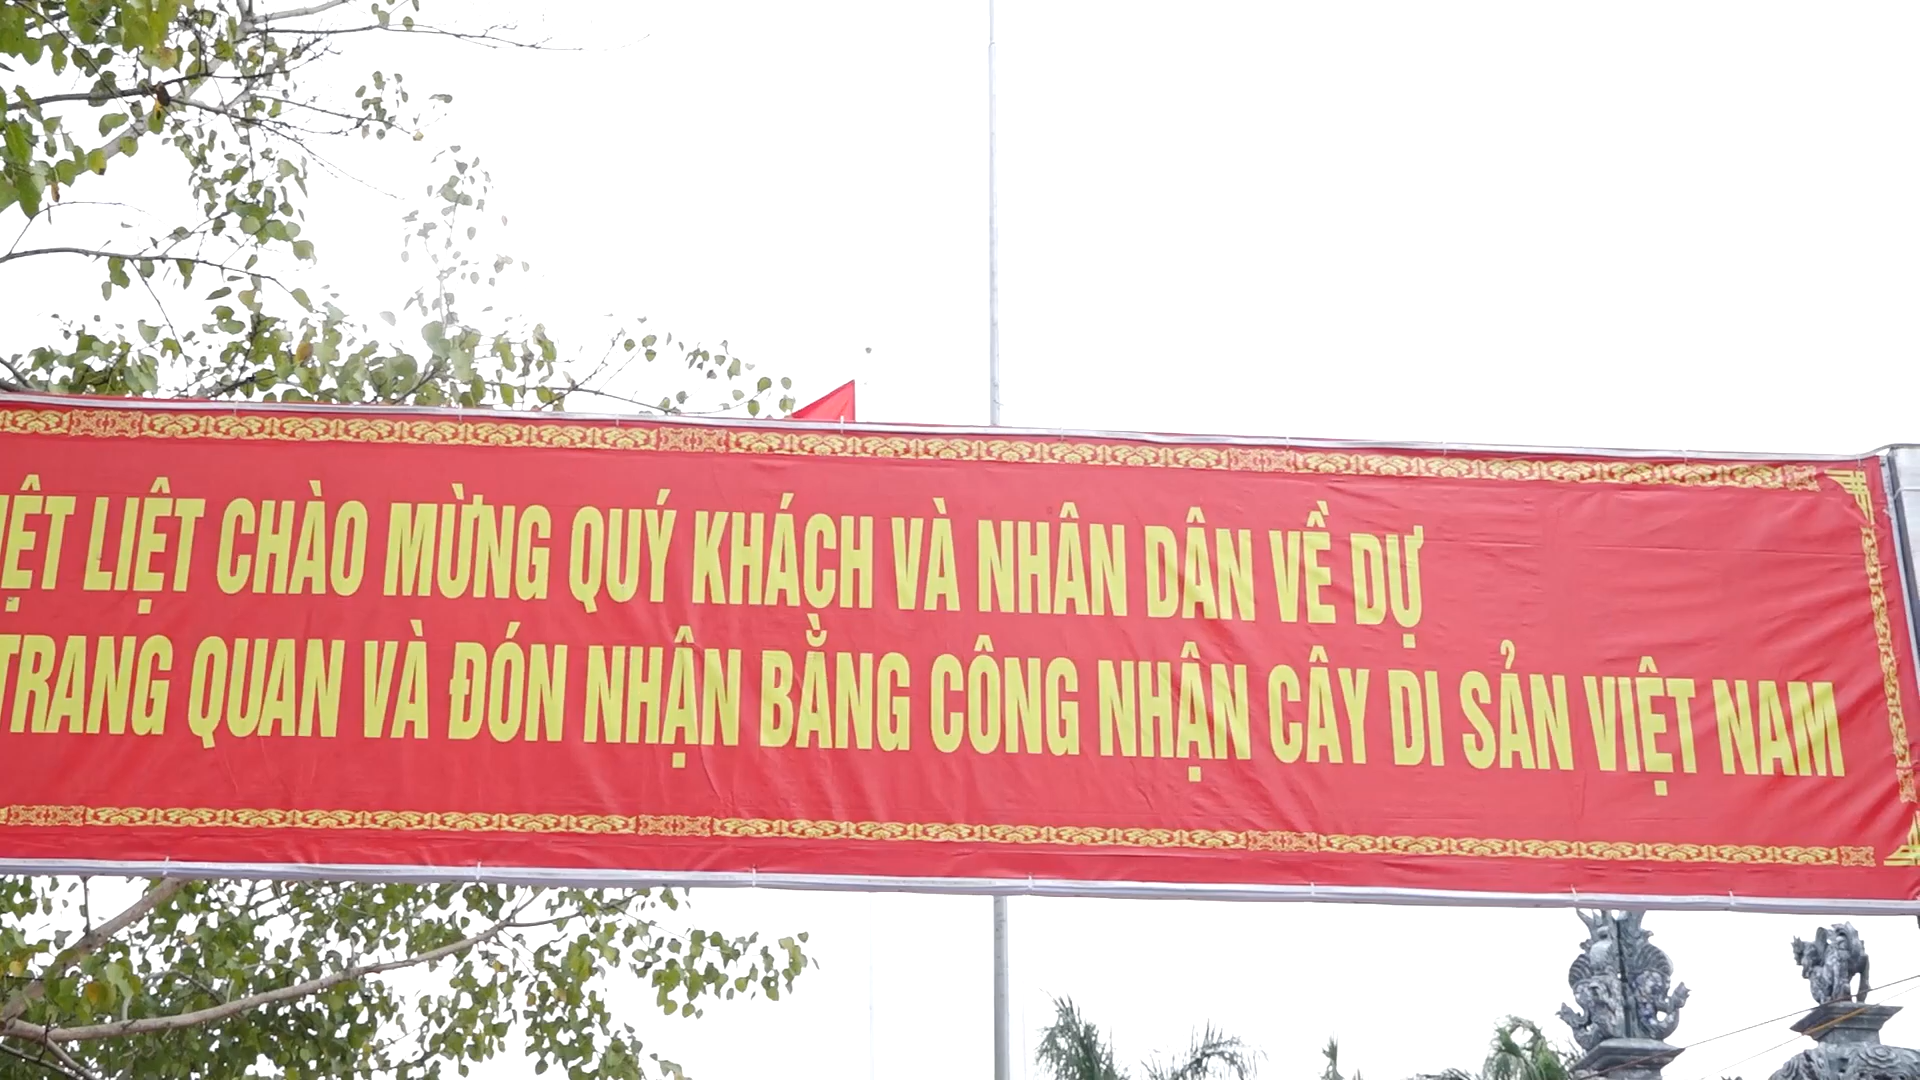 LIỆT CHÀO MỪNG QUÝ KHÁCH VÀ NHÂN DÂN VỀ DỰ
TRANG QUAN VÀ ĐÓN NHẬN BẰNG CÔNG NHẬN CÂY DI SẢN VIỆT NAM